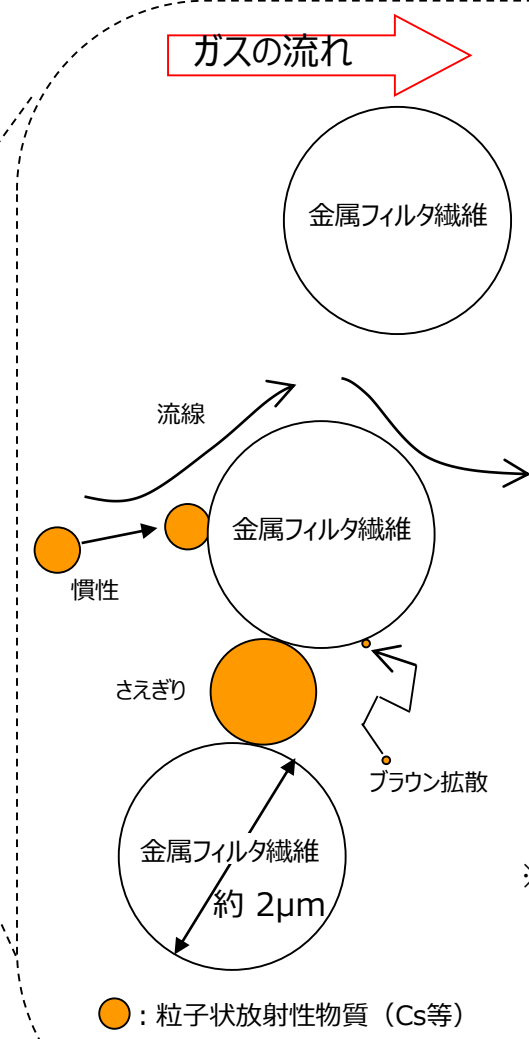 ガスの流れ
金属フィルタ繊維
流線
金属フィルタ繊維
慣性
さえぎり
ブラウン拡散
金属フィルタ繊維
約 2μm
※
：粒子状放射性物質（Cs等）